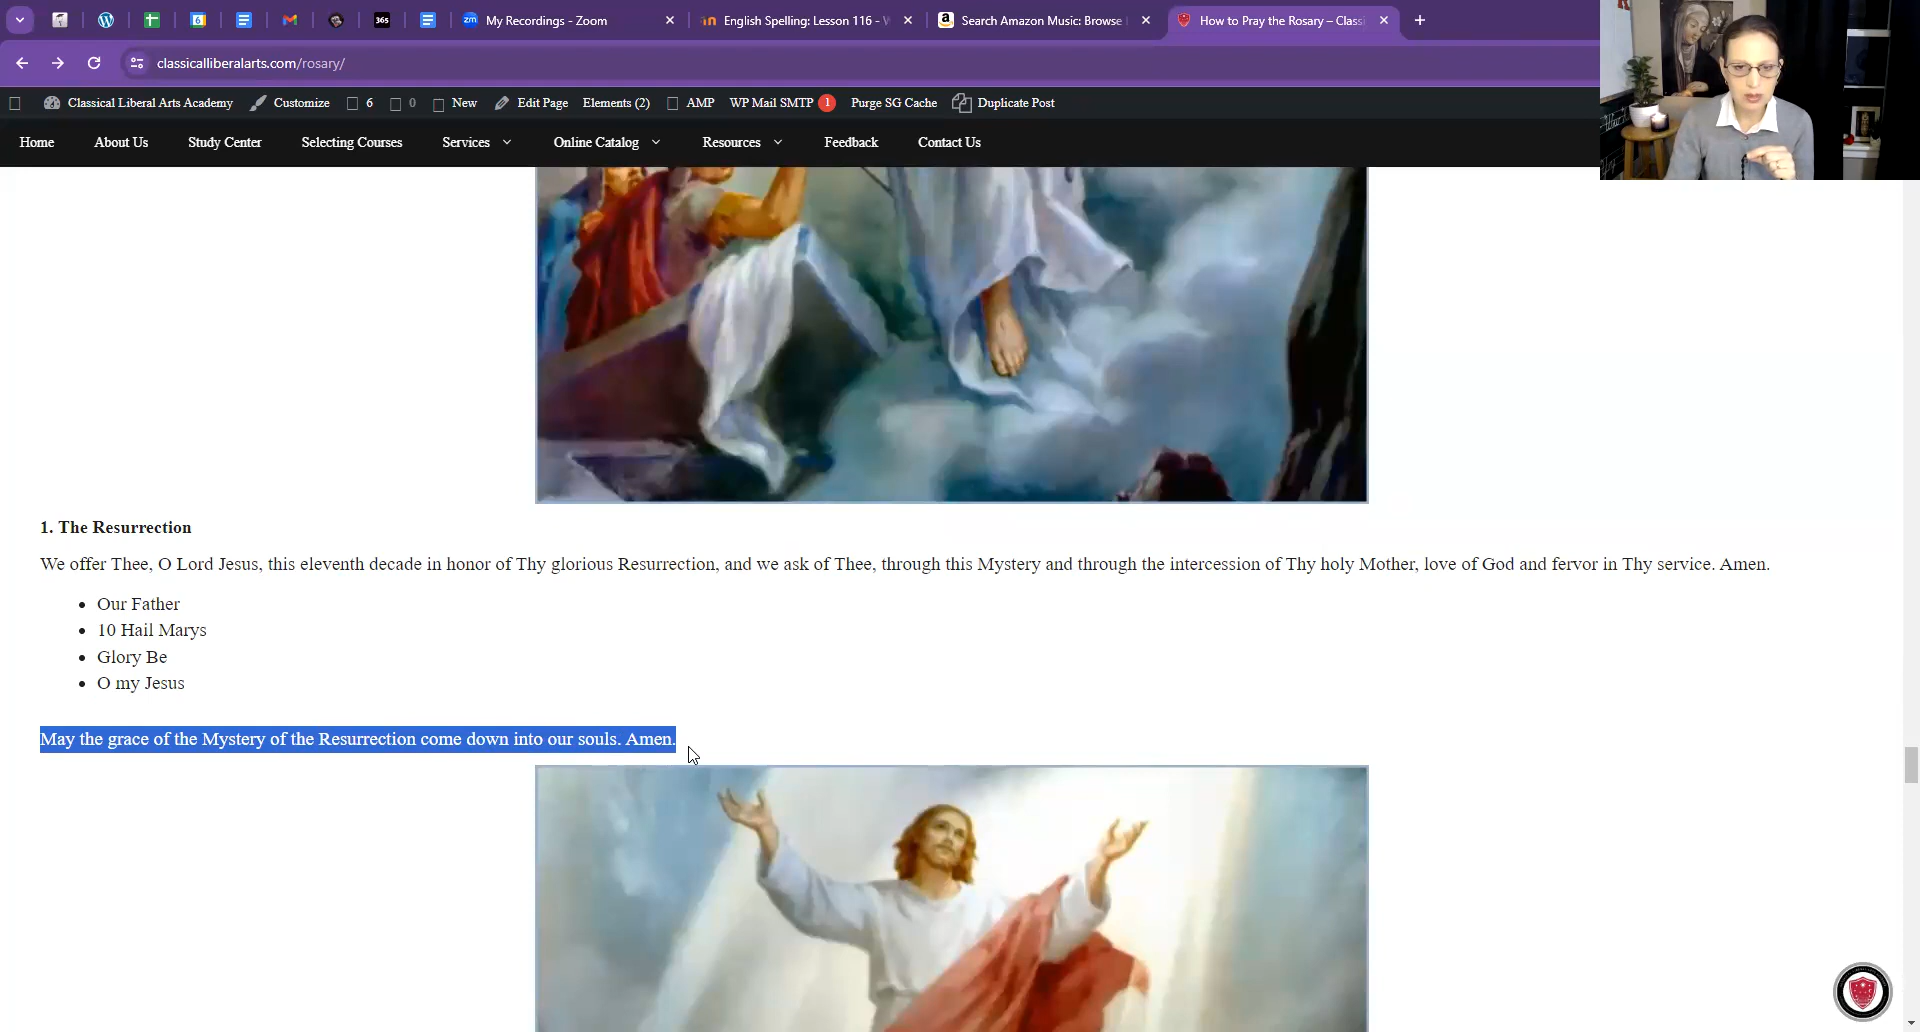 My Recordings - Zoom
English Spelling: Lesson 116 -
Search Amazon Music: Browse
How to Pray the Rosary – Classi
classicalliberalarts.com/rosary/
Classical Liberal Arts Academy Customize 6 0 New Edit Page Elements (2) AMP WP Mail SMTP 1 Purge SG Cache Duplicate Post
Home About Us Study Center Selecting Courses Services Online Catalog Resources Feedback Contact Us
1. The Resurrection
We offer Thee, O Lord Jesus, this eleventh decade in honor of Thy glorious Resurrection, and we ask of Thee, through this Mystery and through the intercession of Thy holy Mother, love of God and fervor in Thy service. Amen.
Our Father
10 Hail Marys
Glory Be
O my Jesus
May the grace of the Mystery of the Resurrection come down into our souls. Amen.